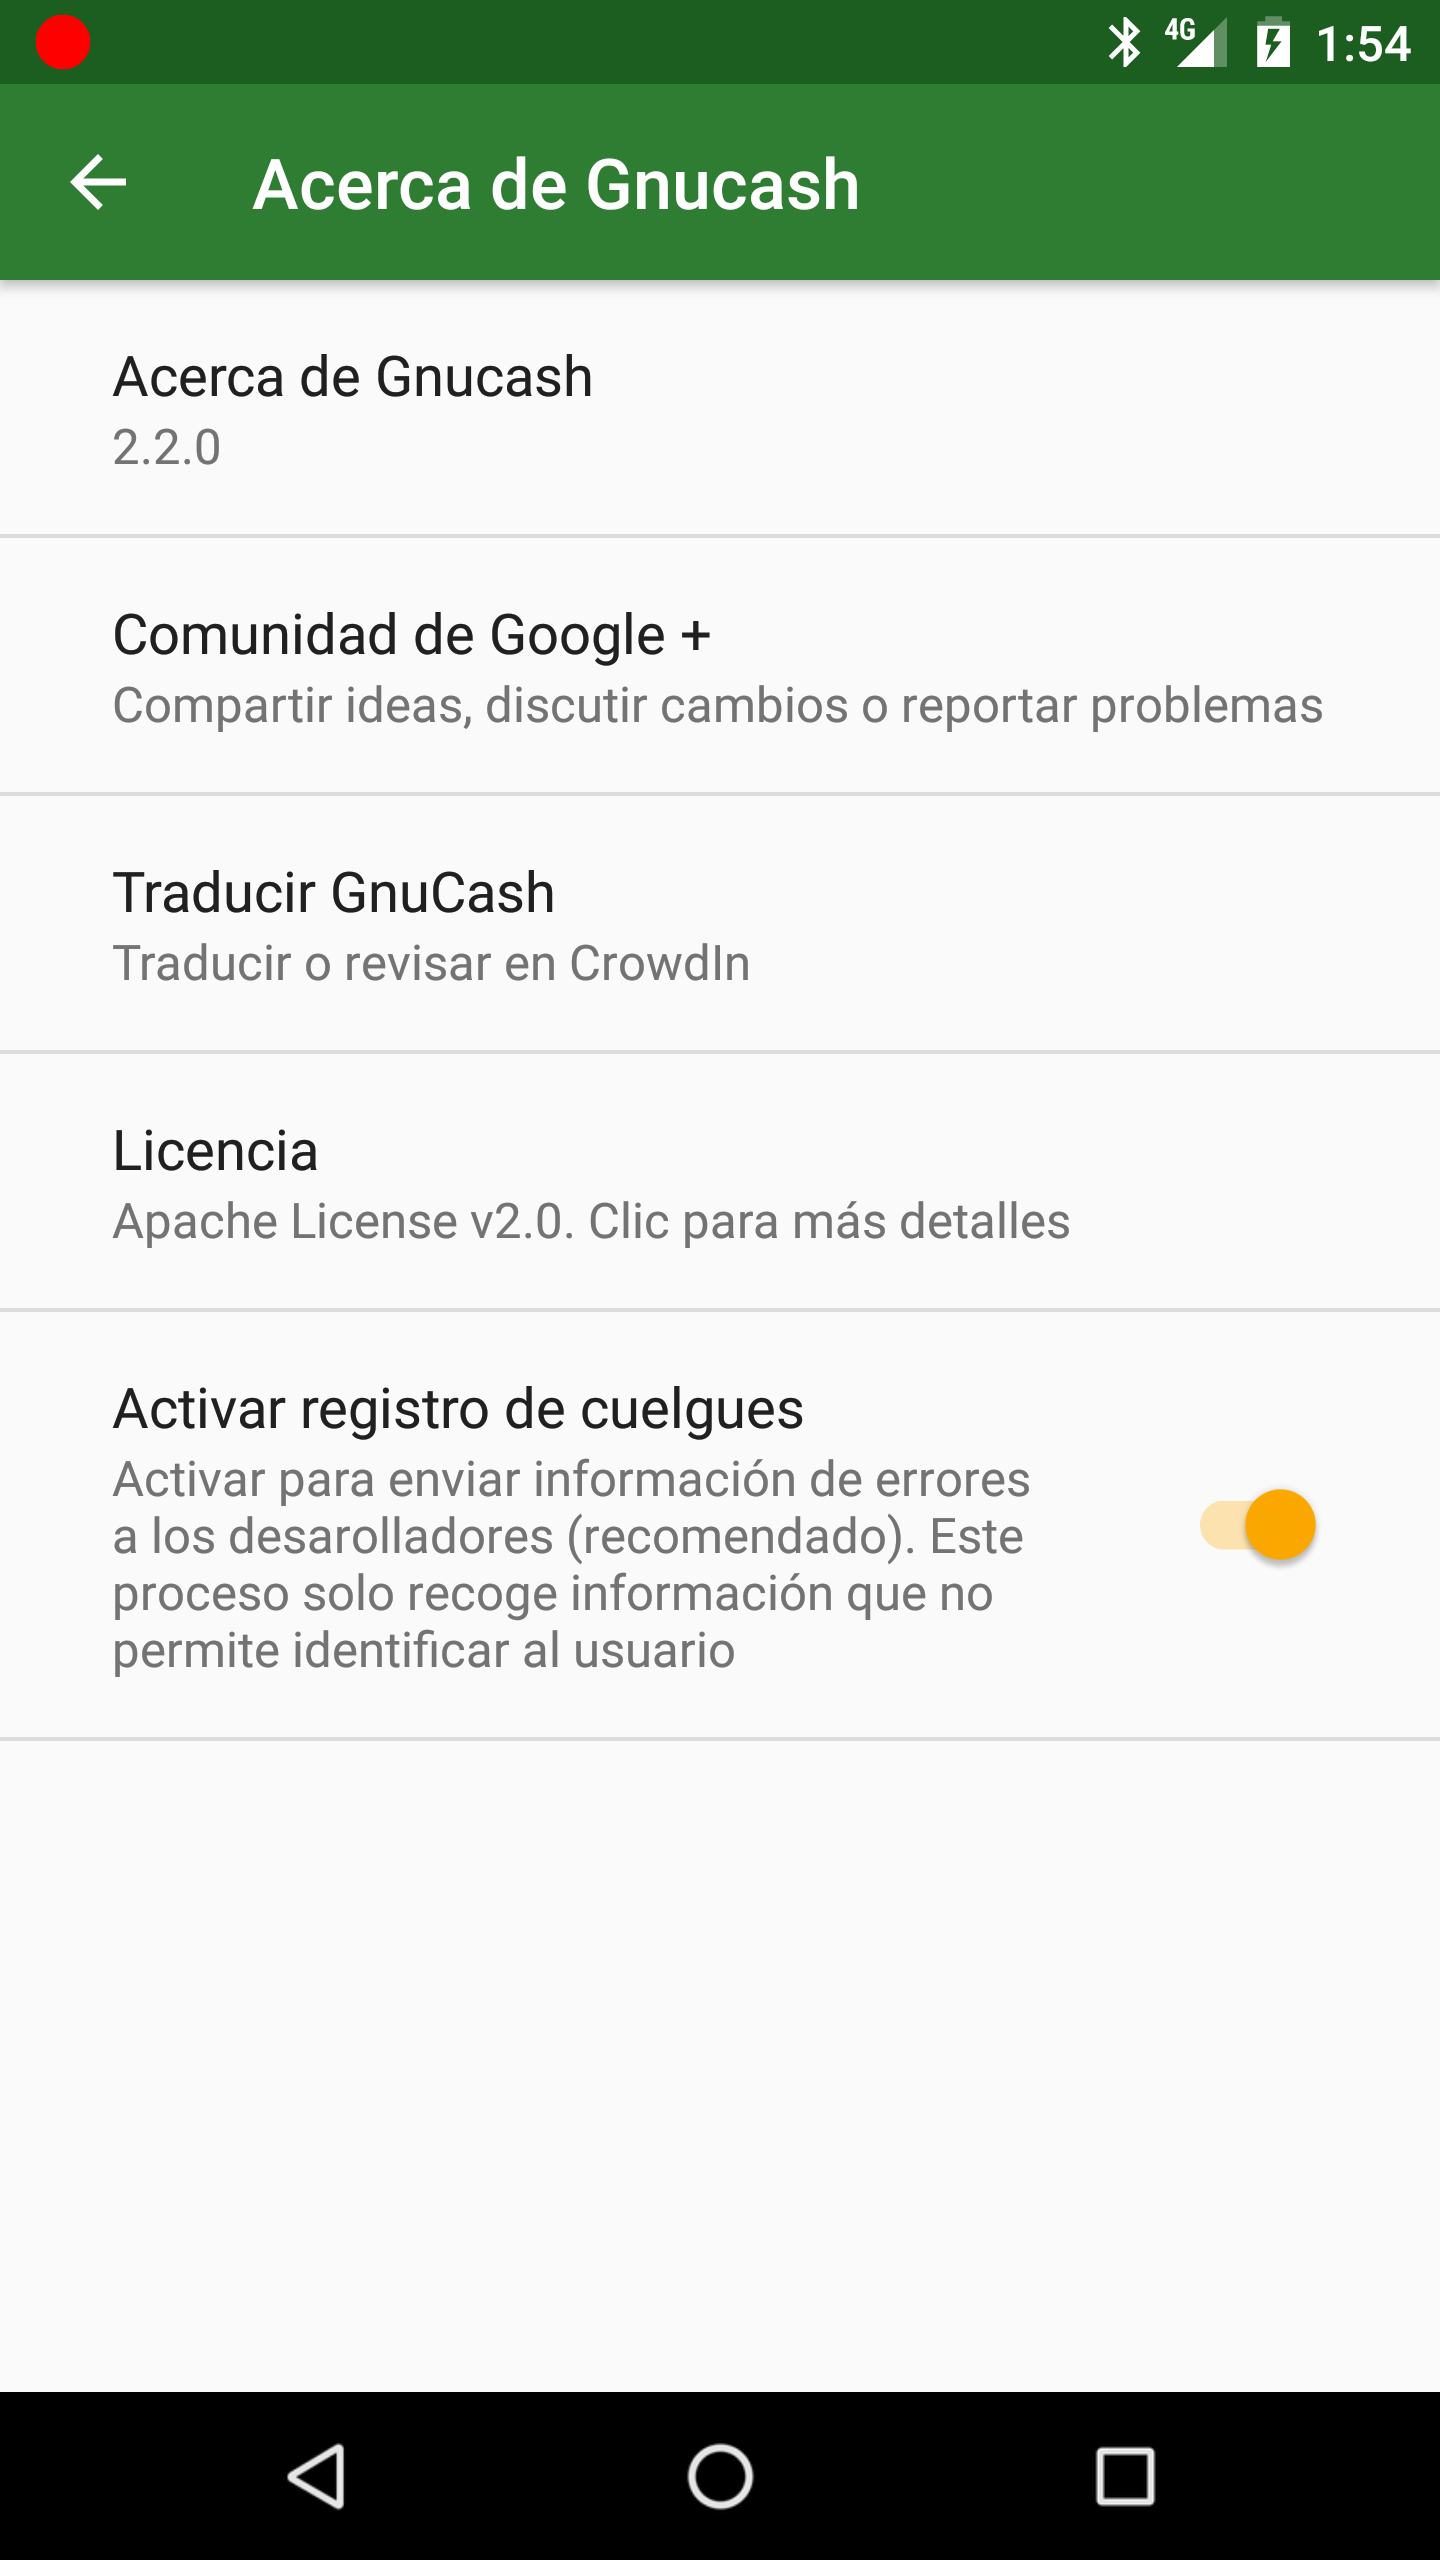 4G 1:54
Acerca de Gnucash
Acerca de Gnucash
2.2.0
Comunidad de Google +
Compartir ideas, discutir cambios o reportar problemas
Traducir GnuCash
Traducir o revisar en CrowdIn
Licencia
Apache License v2.0. Clic para más detalles
Activar registro de cuelgues
Activar para enviar información de errores
a los desarolladores (recomendado). Este
proceso solo recoge información que no
permite identificar al usuario